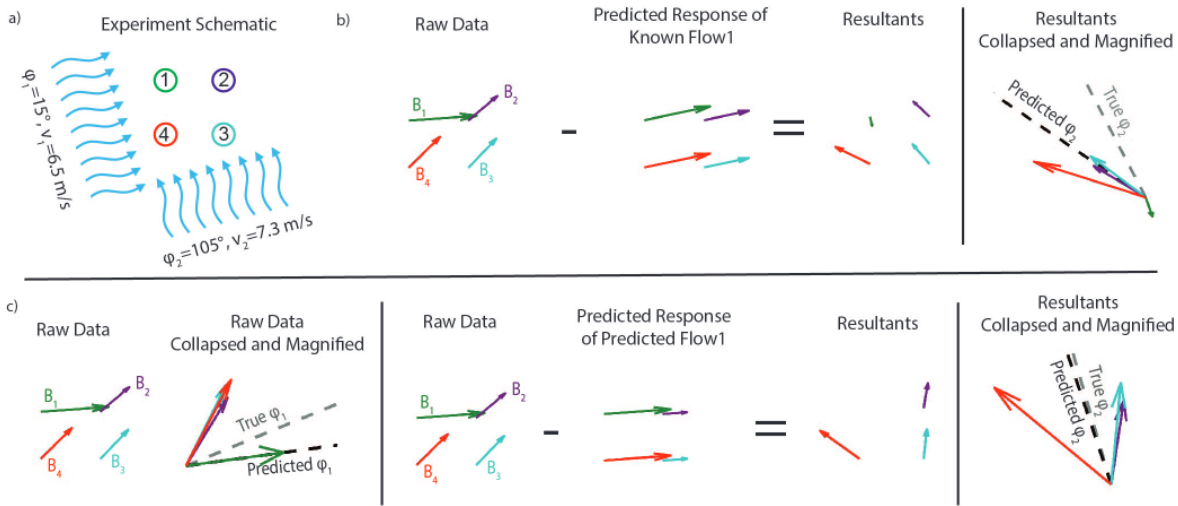 a)
Experiment Schematic
φ₁=15°, v₁=6.5 m/s
1
2
4
3
φ₂=105°, v₂=7.3 m/s
b)
Raw Data
B₁
B₂
B₄
B₃
-
Predicted Response of
Known Flow1
=
Resultants
Resultants
Collapsed and Magnified
Predicted φ₂
True φ₂
c)
Raw Data
B₁
B₂
B₄
B₃
Raw Data
Collapsed and Magnified
True φ₁
Predicted φ₁
Raw Data
B₁
B₂
B₄
B₃
-
Predicted Response
of Predicted Flow1
=
Resultants
Resultants
Collapsed and Magnified
True φ₂
Predicted φ₂